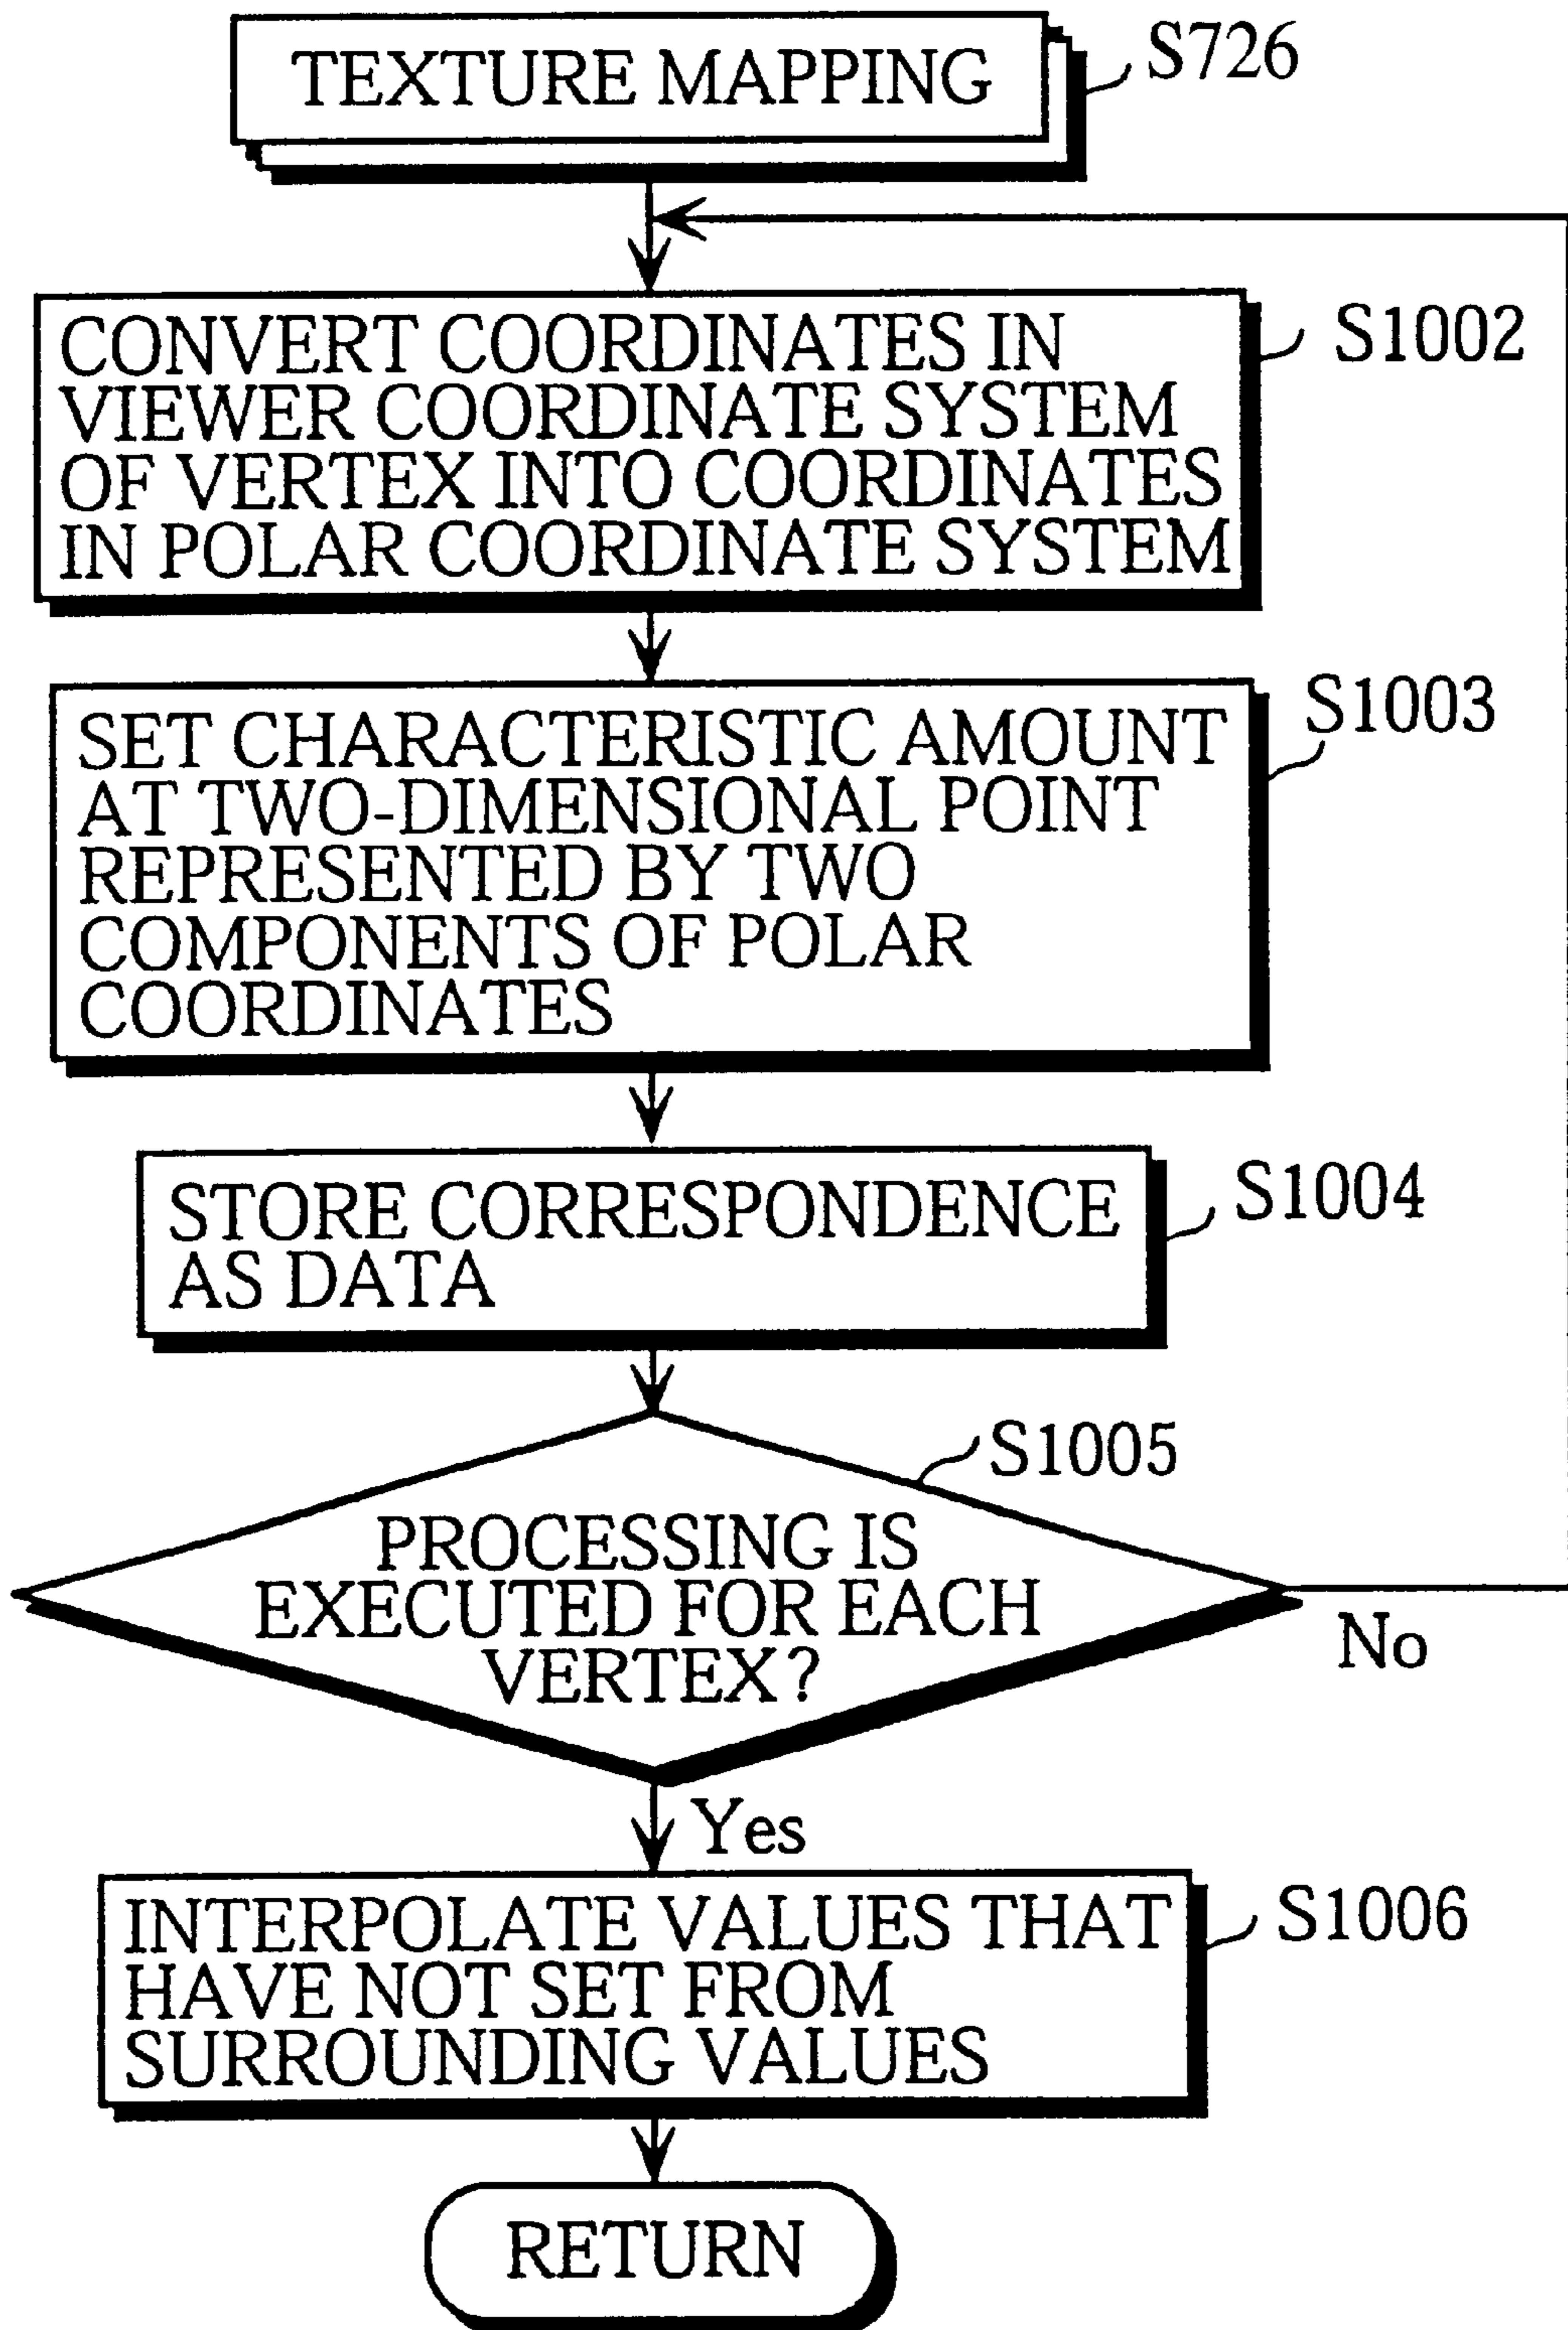 TEXTURE MAPPING
S726
CONVERT COORDINATES IN
VIEWER COORDINATE SYSTEM
OF VERTEX INTO COORDINATES
IN POLAR COORDINATE SYSTEM
S1002
SET CHARACTERISTIC AMOUNT
AT TWO-DIMENSIONAL POINT
REPRESENTED BY TWO
COMPONENTS OF POLAR
COORDINATES
S1003
STORE CORRESPONDENCE
AS DATA
S1004
S1005
PROCESSING IS
EXECUTED FOR EACH
VERTEX?
No
Yes
INTERPOLATE VALUES THAT
HAVE NOT SET FROM
SURROUNDING VALUES
S1006
RETURN